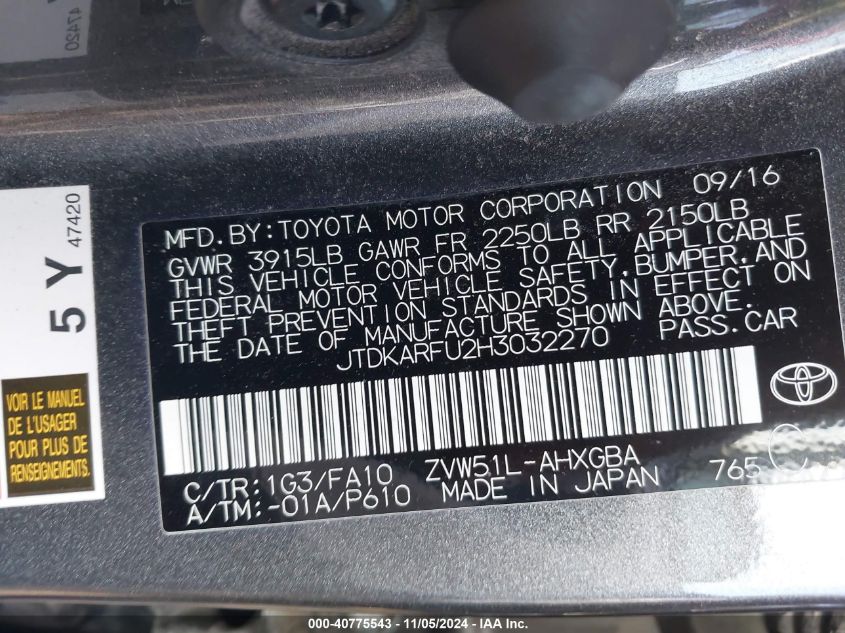 47420
5 Y
47420
VOIR LE MANUEL
DE L'USAGER
POUR PLUS DE
RENSEIGNEMENTS
MFD.BY:TOYOTA MOTOR CORPORATION 09/16
GVWR 3915LB GAWR FR 2250LB RR 2150LB
THIS VEHICLE CONFORMS TO ALL APPLICABLE
FEDERAL MOTOR VEHICLE SAFETY,BUMPER,AND
THEFT PREVENTION STANDARDS IN EFFECT ON
THE DATE OF MANUFACTURE SHOWN ABOVE.
JTDKARFU2H3032270 PASS.CAR
C/TR:1G3/FA10 ZVW51L-AHXGBA
A/TM:-01A/P610 MADE IN JAPAN 765
000-40775543 - 11/05/2024 - IAA Inc.